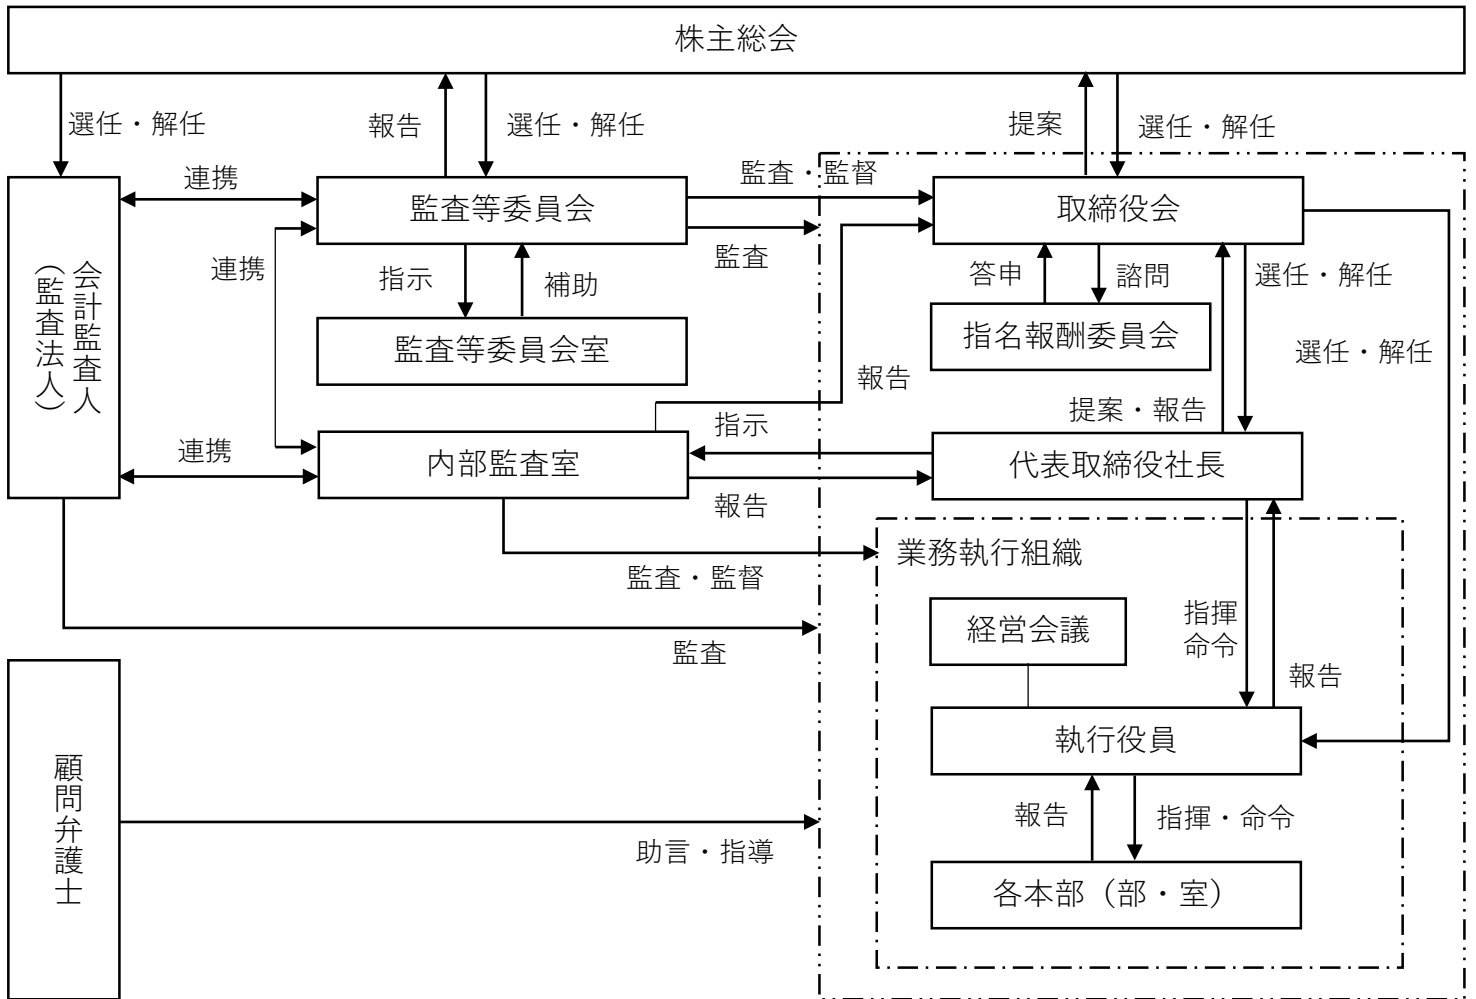 株主総会
選任・解任
報告
選任・解任
提案
選任・解任
連携
監査・監督
監査等委員会
取締役会
連携
監査
会計監査人
（監査法人）
指示
補助
答申
諮問
選任・解任
監査等委員会室
指名報酬委員会
選任・解任
報告
提案・報告
指示
連携
内部監査室
代表取締役社長
報告
業務執行組織
監査・監督
経営会議
指揮
命令
監査
報告
執行役員
顧問弁護士
報告
指揮・命令
助言・指導
各本部（部・室）